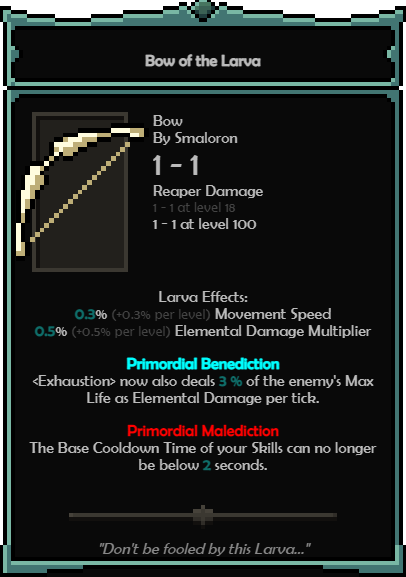 Bow of the Larva
Bow
By Smaloron
1 - 1
Reaper Damage
1 - 1 at level 18
1 - 1 at level 100
Larva Effects:
0.3% (+0.3% per level) Movement Speed
0.5% (+0.5% per level) Elemental Damage Multiplier
Primordial Benediction
<Exhaustion> now also deals 3 % of the enemy's Max
Life as Elemental Damage per tick.
Primordial Malediction
The Base Cooldown Time of your Skills can no longer
be below 2 seconds.
"Don't be fooled by this Larva..."